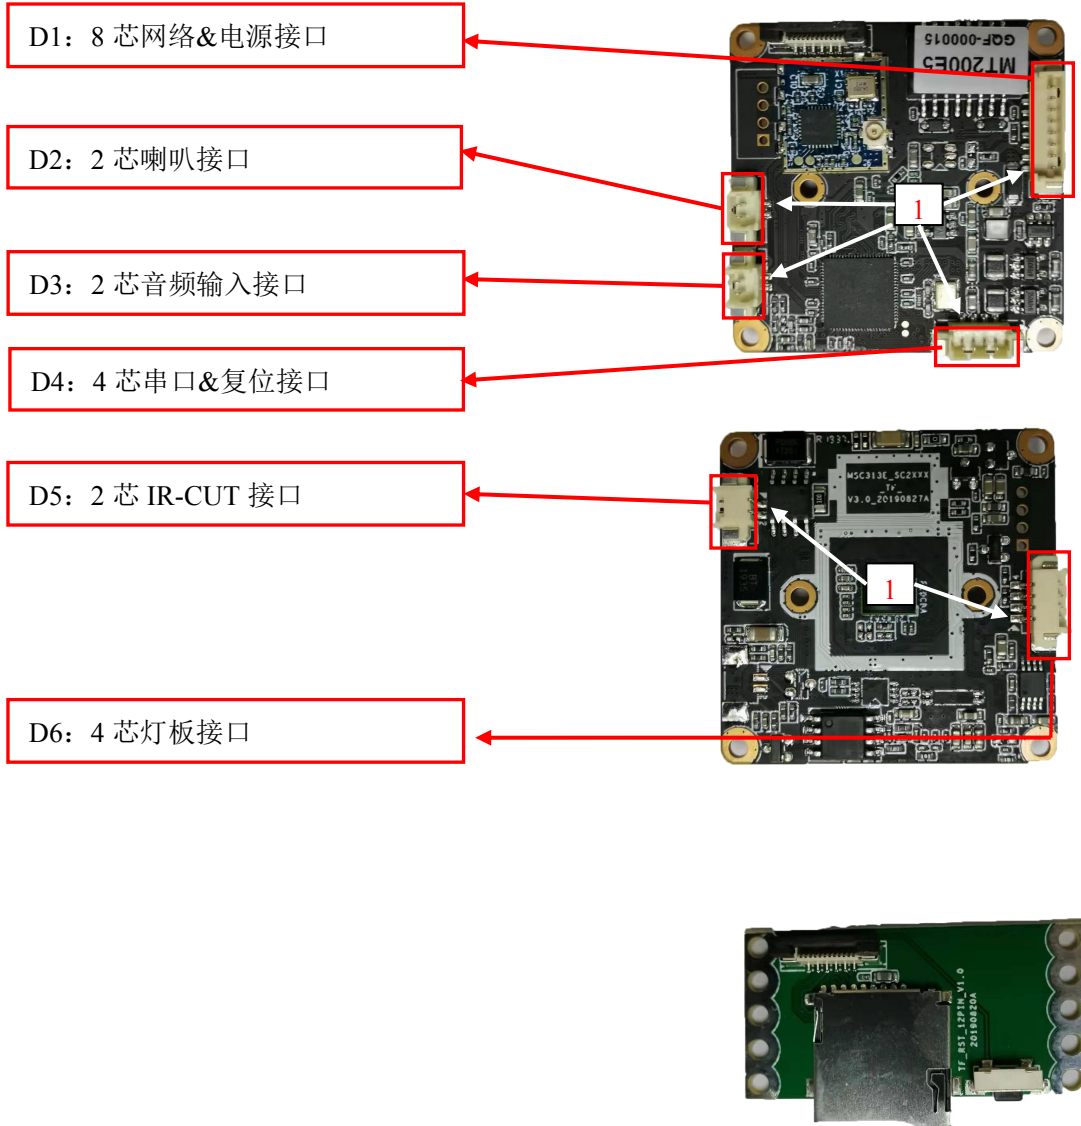 D1：8 芯网络&电源接口
GQF-000015
MT200E5
D2：2 芯喇叭接口
1
D3：2 芯音频输入接口
D4：4 芯串口&复位接口
D5：2 芯 IR-CUT 接口
MSC313E_SC2XXX
TF
V3.0_20190827A
1
D6：4 芯灯板接口
TF_RST_12PIN_V1.0
20190820A